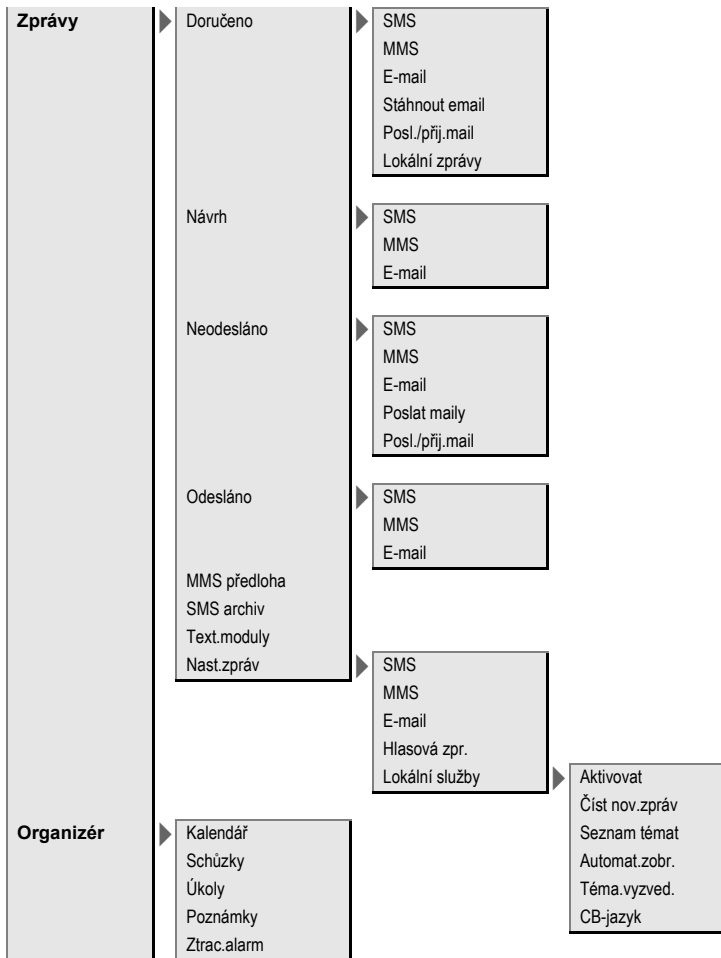 Zprávy
Doručeno
SMS
MMS
E-mail
Stáhnout email
Posl./přij.mail
Lokální zprávy
Návrh
SMS
MMS
E-mail
Neodesláno
SMS
MMS
E-mail
Poslat maily
Posl./přij.mail
Odesláno
SMS
MMS
E-mail
MMS předloha
SMS archiv
Text.moduly
Nast.zpráv
SMS
MMS
E-mail
Hlasová zpr.
Lokální služby
Aktivovat
Číst nov.zpráv
Seznam témat
Automat.zobr.
Téma.vyzved.
CB-jazyk
Organizér
Kalendář
Schůzky
Úkoly
Poznámky
Ztrac.alarm